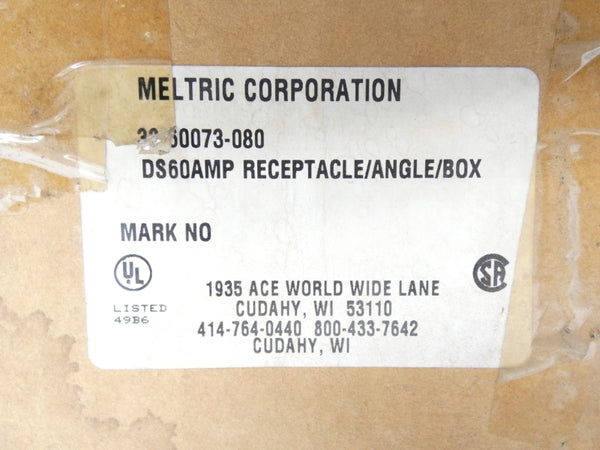 MELTRIC CORPORATION
60073-080
DS60AMP RECEPTACLE/ANGLE/BOX
MARK NO
UL
SA
LISTED
49B6
1935 ACE WORLD WIDE LANE
CUDAHY, WI 53110
414-764-0440 800-433-7642
CUDAHY, WI